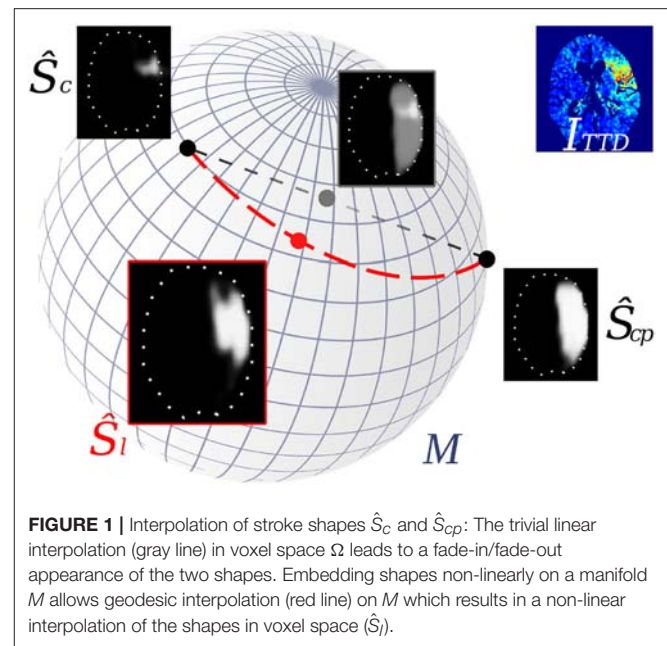 Ŝc
I TTD
Ŝcp
Ŝl
M
FIGURE 1 | Interpolation of stroke shapes Ŝc and Ŝcp: The trivial linear
interpolation (gray line) in voxel space Ω leads to a fade-in/fade-out
appearance of the two shapes. Embedding shapes non-linearly on a manifold
M allows geodesic interpolation (red line) on M which results in a non-linear
interpolation of the shapes in voxel space (Ŝl).